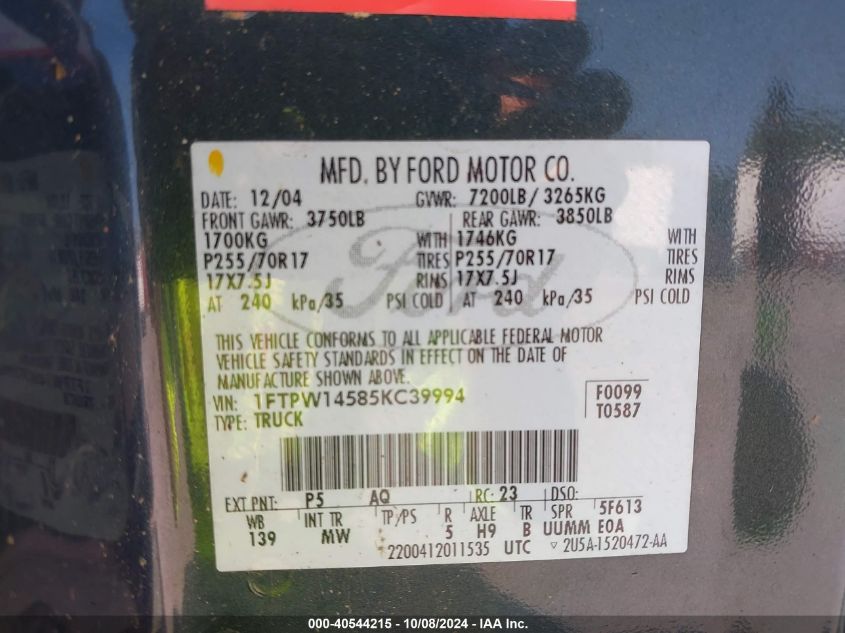 MFD. BY FORD MOTOR CO.
DATE: 12/04 GVWR: 7200LB/ 3265KG
FRONT GAWR: 3750LB REAR GAWR: 3850LB
1700KG WITH 1746KG WITH
P255/70R17 TIRES P255/70R17 TIRES
17X7.5J RIMS 17X7.5J RIMS
AT 240 kPa/35 PSI COLD AT 240 kPa/35 PSI COLD
Ford
THIS VEHICLE CONFORMS TO ALL APPLICABLE FEDERAL MOTOR
VEHICLE SAFETY STANDARDS IN EFFECT ON THE DATE OF
MANUFACTURE SHOWN ABOVE.
VIN: 1FTPW14585KC39994 F0099
TYPE: TRUCK T0587
EXT PNT: P5 AQ RC: 23 DSO:
WB INT TR TP/PS R AXLE TR SPR 5F613
139 MW 5 H9 B UUMM E0A
2200412011535 UTC ▽ 2U5A-1520472-AA
000-40544215 - 10/08/2024 - IAA Inc.